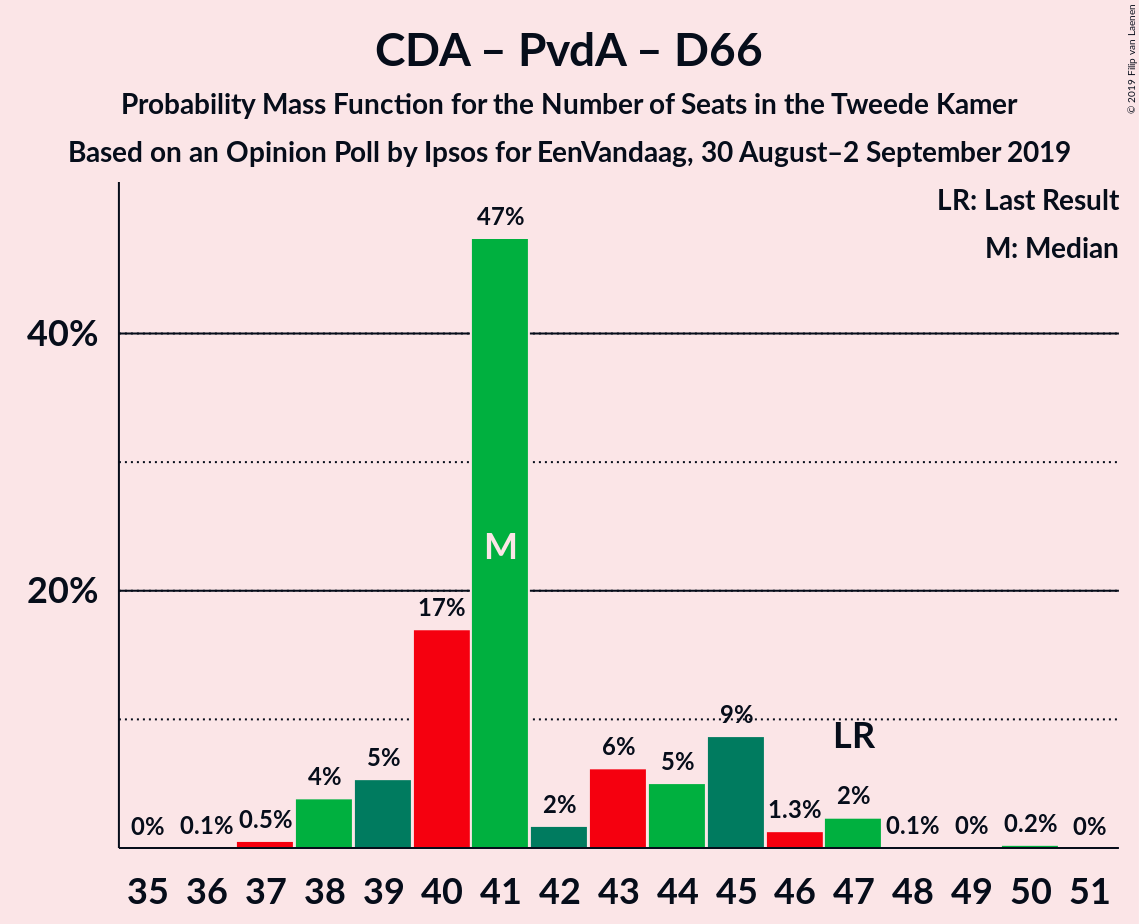 CDA – PvdA – D66
Probability Mass Function for the Number of Seats in the Tweede Kamer
Based on an Opinion Poll by Ipsos for EenVandaag, 30 August–2 September 2019
© 2019 Filip van Laenen
LR: Last Result
M: Median
40%
20%
0%
0.1%
0.5%
4%
5%
17%
47%
M
2%
6%
5%
9%
1.3%
LR
2%
0.1%
0%
0.2%
0%
35 36 37 38 39 40 41 42 43 44 45 46 47 48 49 50 51